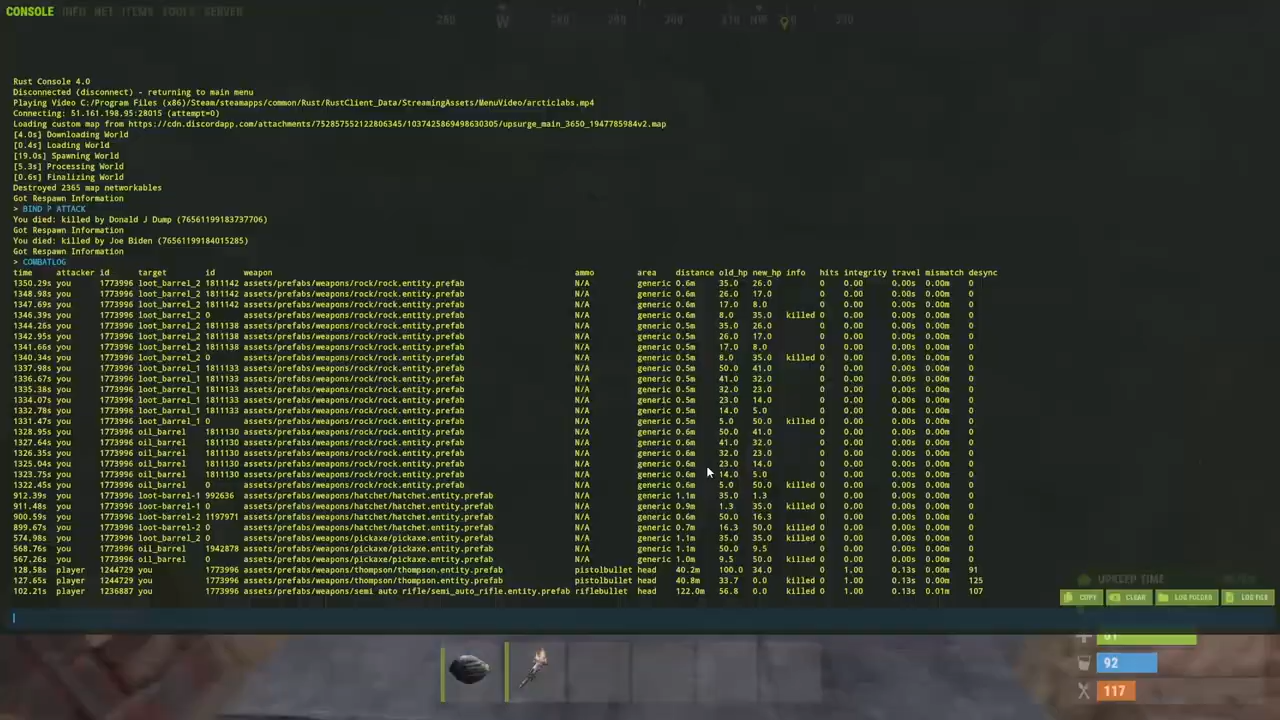 CONSOLE INFO NET ITEMS TOOLS SERVER
W
NW
Rust Console 4.0
Disconnected (disconnect) - returning to main menu
Playing Video C:/Program Files (x86)/Steam/steamapps/common/Rust/RustClient_Data/StreamingAssets/MenuVideo/arcticlabs.mp4
Connecting: 51.161.198.95:28015 (attempt=0)
Loading custom map from https://cdn.discordapp.com/attachments/752857552122806345/1037425869498630305/upsurge_main_3650_1947785984v2.map
[4.0s] Downloading World
[0.4s] Loading World
[19.0s] Spawning World
[5.3s] Processing World
[0.6s] Finalizing World
Destroyed 2365 map networkables
Got Respawn Information
> BIND P ATTACK
You died: killed by Donald J Dump (76561199183737706)
Got Respawn Information
You died: killed by Joe Biden (76561199184015285)
Got Respawn Information
> COMBATLOG
time attacker id target id weapon ammo area distance old_hp new_hp info hits integrity travel mismatch desync
1350.29s you 1773996 loot_barrel_2 1811142 assets/prefabs/weapons/rock/rock.entity.prefab N/A generic 0.6m 35.0 26.0 0 0.00 0.00s 0.00m 0
1348.98s you 1773996 loot_barrel_2 1811142 assets/prefabs/weapons/rock/rock.entity.prefab N/A generic 0.6m 26.0 17.0 0 0.00 0.00s 0.00m 0
1347.69s you 1773996 loot_barrel_2 1811142 assets/prefabs/weapons/rock/rock.entity.prefab N/A generic 0.6m 17.0 8.0 0 0.00 0.00s 0.00m 0
1346.39s you 1773996 loot_barrel_2 0 assets/prefabs/weapons/rock/rock.entity.prefab N/A generic 0.6m 8.0 35.0 killed 0 0.00 0.00s 0.00m 0
1344.26s you 1773996 loot_barrel_2 1811138 assets/prefabs/weapons/rock/rock.entity.prefab N/A generic 0.5m 35.0 26.0 0 0.00 0.00s 0.00m 0
1342.95s you 1773996 loot_barrel_2 1811138 assets/prefabs/weapons/rock/rock.entity.prefab N/A generic 0.5m 26.0 17.0 0 0.00 0.00s 0.00m 0
1341.66s you 1773996 loot_barrel_2 1811138 assets/prefabs/weapons/rock/rock.entity.prefab N/A generic 0.5m 17.0 8.0 0 0.00 0.00s 0.00m 0
1340.34s you 1773996 loot_barrel_2 0 assets/prefabs/weapons/rock/rock.entity.prefab N/A generic 0.5m 8.0 35.0 killed 0 0.00 0.00s 0.00m 0
1337.98s you 1773996 loot_barrel_1 1811133 assets/prefabs/weapons/rock/rock.entity.prefab N/A generic 0.5m 50.0 41.0 0 0.00 0.00s 0.00m 0
1336.67s you 1773996 loot_barrel_1 1811133 assets/prefabs/weapons/rock/rock.entity.prefab N/A generic 0.5m 41.0 32.0 0 0.00 0.00s 0.00m 0
1335.38s you 1773996 loot_barrel_1 1811133 assets/prefabs/weapons/rock/rock.entity.prefab N/A generic 0.5m 32.0 23.0 0 0.00 0.00s 0.00m 0
1334.07s you 1773996 loot_barrel_1 1811133 assets/prefabs/weapons/rock/rock.entity.prefab N/A generic 0.5m 23.0 14.0 0 0.00 0.00s 0.00m 0
1332.78s you 1773996 loot_barrel_1 1811133 assets/prefabs/weapons/rock/rock.entity.prefab N/A generic 0.5m 14.0 5.0 0 0.00 0.00s 0.00m 0
1331.47s you 1773996 loot_barrel_1 0 assets/prefabs/weapons/rock/rock.entity.prefab N/A generic 0.5m 5.0 50.0 killed 0 0.00 0.00s 0.00m 0
1328.95s you 1773996 oil_barrel 1811130 assets/prefabs/weapons/rock/rock.entity.prefab N/A generic 0.6m 50.0 41.0 0 0.00 0.00s 0.00m 0
1327.64s you 1773996 oil_barrel 1811130 assets/prefabs/weapons/rock/rock.entity.prefab N/A generic 0.6m 41.0 32.0 0 0.00 0.00s 0.00m 0
1326.35s you 1773996 oil_barrel 1811130 assets/prefabs/weapons/rock/rock.entity.prefab N/A generic 0.6m 32.0 23.0 0 0.00 0.00s 0.00m 0
1325.04s you 1773996 oil_barrel 1811130 assets/prefabs/weapons/rock/rock.entity.prefab N/A generic 0.6m 23.0 14.0 0 0.00 0.00s 0.00m 0
1323.75s you 1773996 oil_barrel 1811130 assets/prefabs/weapons/rock/rock.entity.prefab N/A generic 0.6m 14.0 5.0 0 0.00 0.00s 0.00m 0
1322.45s you 1773996 oil_barrel 0 assets/prefabs/weapons/rock/rock.entity.prefab N/A generic 0.6m 5.0 50.0 killed 0 0.00 0.00s 0.00m 0
912.39s you 1773996 loot-barrel-1 992636 assets/prefabs/weapons/hatchet/hatchet.entity.prefab N/A generic 1.1m 35.0 1.3 0 0.00 0.00s 0.00m 0
911.48s you 1773996 loot-barrel-1 0 assets/prefabs/weapons/hatchet/hatchet.entity.prefab N/A generic 0.9m 1.3 35.0 killed 0 0.00 0.00s 0.00m 0
900.59s you 1773996 loot-barrel-2 1197971 assets/prefabs/weapons/hatchet/hatchet.entity.prefab N/A generic 0.6m 50.0 16.3 0 0.00 0.00s 0.00m 0
899.67s you 1773996 loot-barrel-2 0 assets/prefabs/weapons/hatchet/hatchet.entity.prefab N/A generic 0.7m 16.3 50.0 killed 0 0.00 0.00s 0.00m 0
574.98s you 1773996 loot_barrel_2 0 assets/prefabs/weapons/pickaxe/pickaxe.entity.prefab N/A generic 1.1m 35.0 35.0 killed 0 0.00 0.00s 0.00m 0
568.76s you 1773996 oil_barrel 1942878 assets/prefabs/weapons/pickaxe/pickaxe.entity.prefab N/A generic 1.1m 50.0 9.5 0 0.00 0.00s 0.00m 0
567.26s you 1773996 oil_barrel 0 assets/prefabs/weapons/pickaxe/pickaxe.entity.prefab N/A generic 1.0m 9.5 50.0 killed 0 0.00 0.00s 0.00m 0
128.58s player 1244729 you 1773996 assets/prefabs/weapons/thompson/thompson.entity.prefab pistolbullet head 40.2m 100.0 34.0 0 1.00 0.13s 0.00m 91
127.65s player 1244729 you 1773996 assets/prefabs/weapons/thompson/thompson.entity.prefab pistolbullet head 40.8m 33.7 0.0 killed 0 1.00 0.13s 0.00m 125
102.21s player 1236887 you 1773996 assets/prefabs/weapons/semi auto rifle/semi_auto_rifle.entity.prefab riflebullet head 122.0m 56.8 0.0 killed 0 1.00 0.13s 0.01m 107
UPKEEP TIME
COPY CLEAR LOG FOLDER LOG FILE
92
117